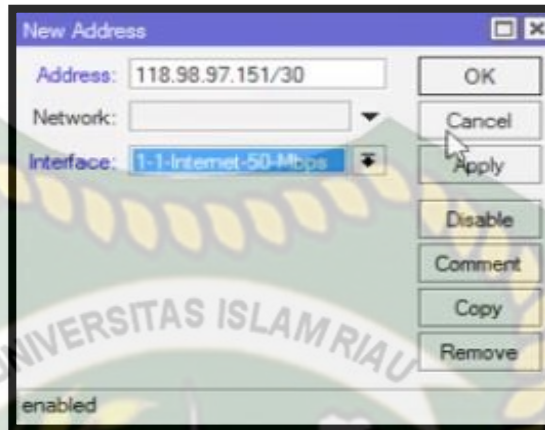 New Address
Address: 118.98.97.151/30
OK
Network:
Cancel
Interface: 1-1-Internet-50-Mbps
Apply
Disable
Comment
Copy
Remove
UNIVERSITAS ISLAM RIAU
enabled